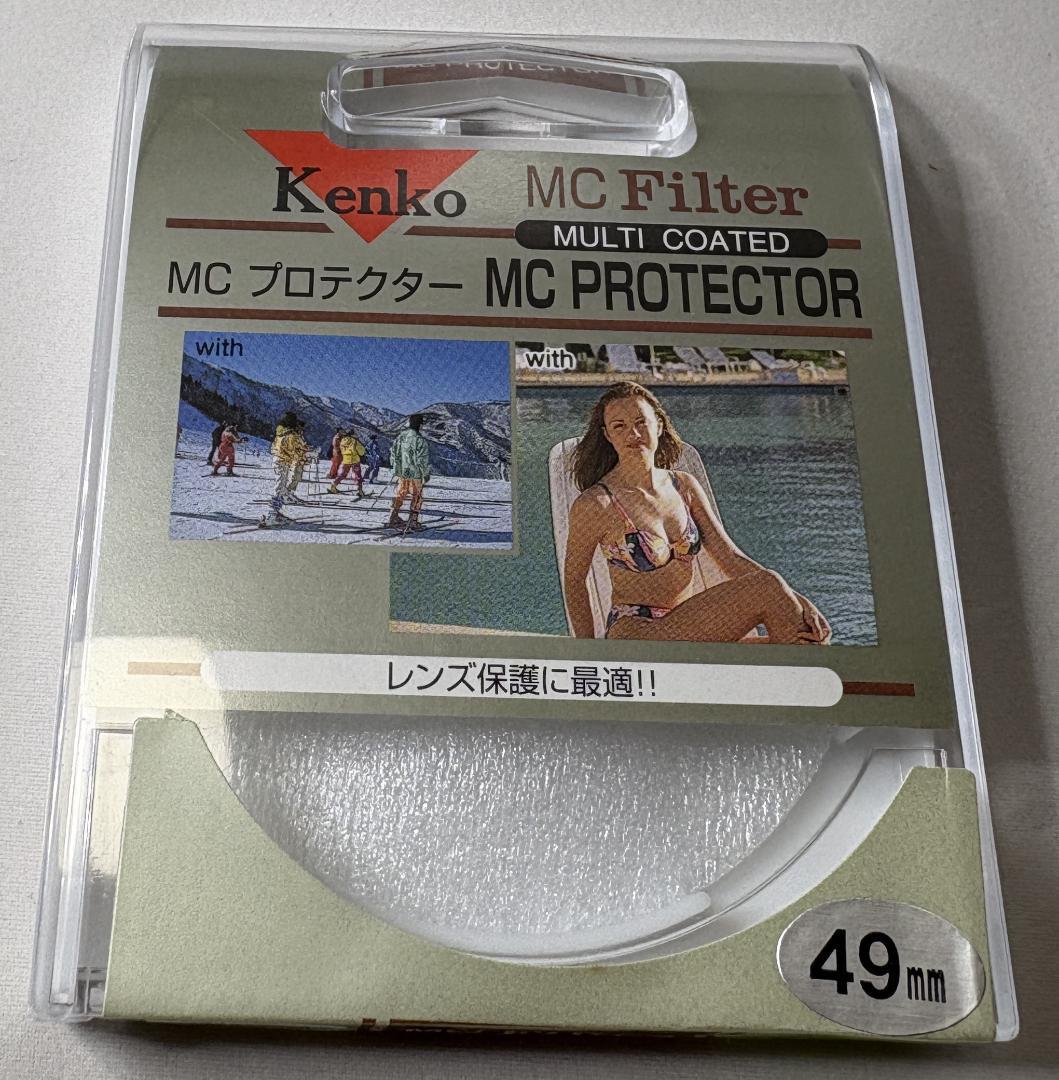 Kenko
MC Filter
MULTI COATED
MC プロテクター MC PROTECTOR
with
with
レンズ保護に最適!!
49mm